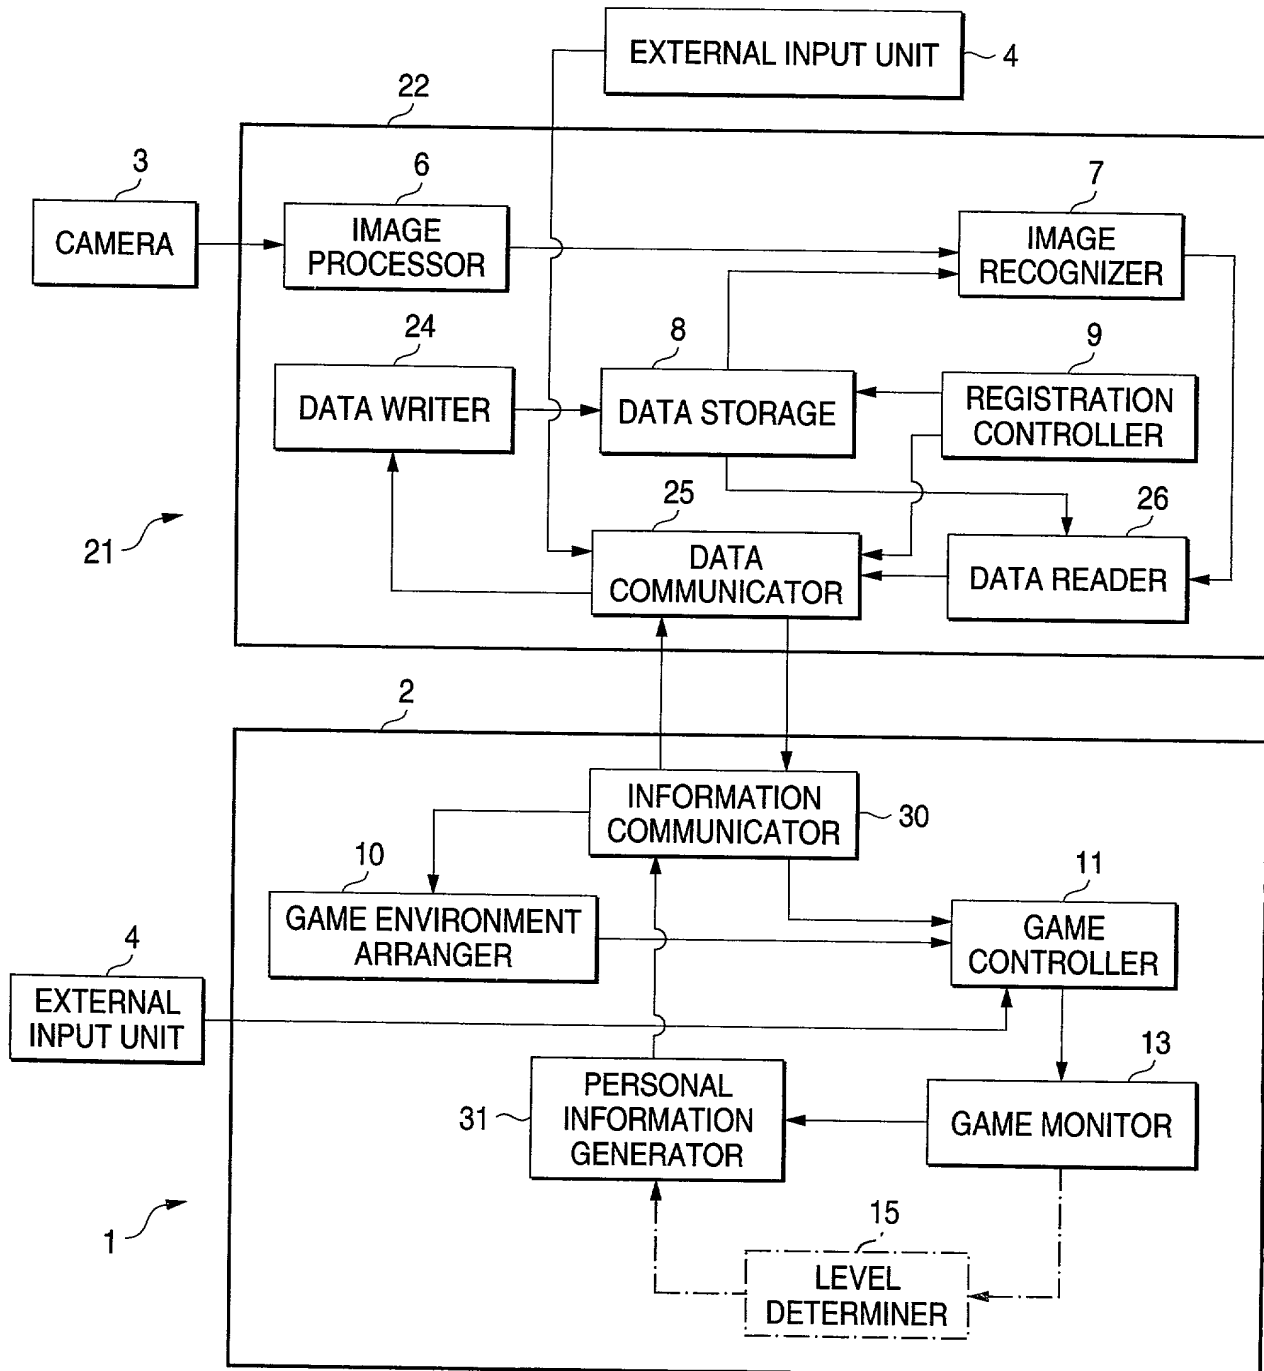 EXTERNAL INPUT UNIT
4
22
3
CAMERA
6
IMAGE
PROCESSOR
7
IMAGE
RECOGNIZER
24
DATA WRITER
8
DATA STORAGE
9
REGISTRATION
CONTROLLER
25
DATA
COMMUNICATOR
26
DATA READER
21
2
INFORMATION
COMMUNICATOR
30
10
GAME ENVIRONMENT
ARRANGER
11
GAME
CONTROLLER
4
EXTERNAL
INPUT UNIT
31
PERSONAL
INFORMATION
GENERATOR
13
GAME MONITOR
1
15
LEVEL
DETERMINER